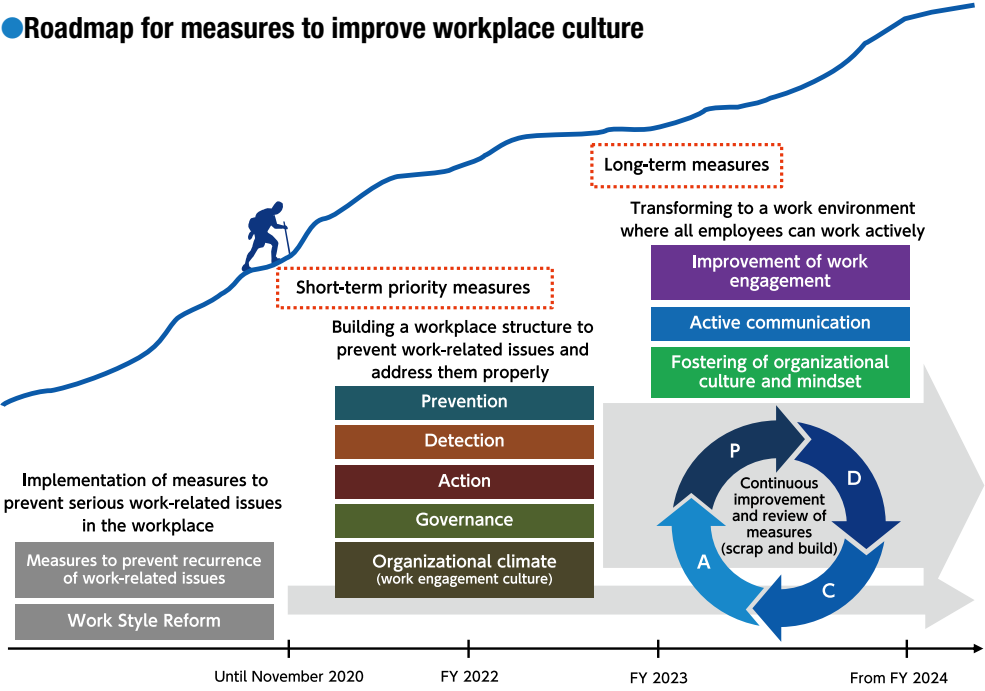 Roadmap for measures to improve workplace culture
Long-term measures
Transforming to a work environment
where all employees can work actively
Improvement of work
engagement
Active communication
Fostering of organizational
culture and mindset
Short-term priority measures
Building a workplace structure to
prevent work-related issues and
address them properly
Prevention
Detection
Action
Governance
Organizational climate
(work engagement culture)
Implementation of measures to
prevent serious work-related issues
in the workplace
Measures to prevent recurrence
of work-related issues
Work Style Reform
P
D
C
A
Continuous
improvement
and review of
measures
(scrap and build)
Until November 2020
FY 2022
FY 2023
From FY 2024